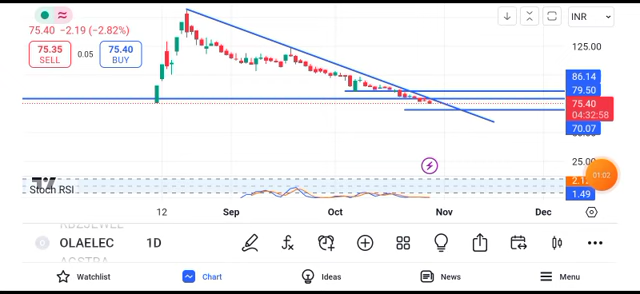 INR
75.40 −2.19 (−2.82%)
75.35
SELL
0.05
75.40
BUY
125.00
86.14
79.50
75.40
04:32:58
70.07
25.00
01:02
Stoch RSI
1.49
12 Sep Oct Nov Dec
OLAELEC 1D
Watchlist Chart Ideas News Menu